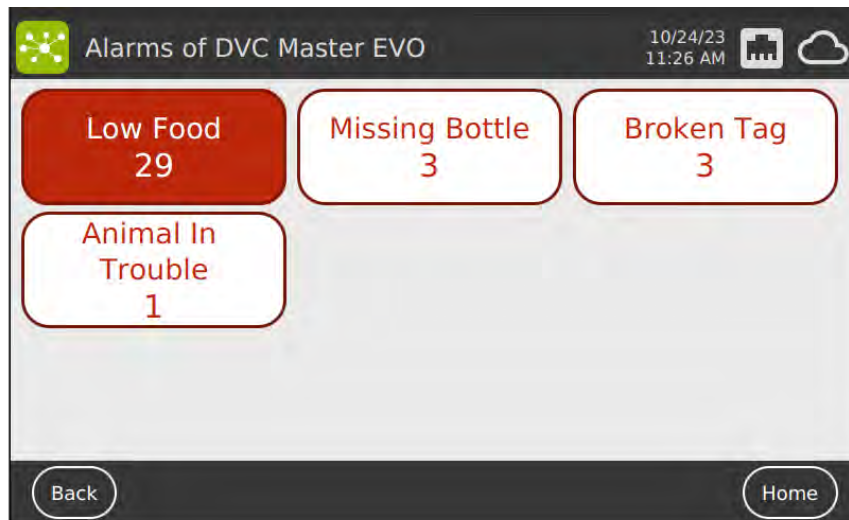 Alarms of DVC Master EVO
10/24/23
11:26 AM
Low Food
29
Missing Bottle
3
Broken Tag
3
Animal In
Trouble
1
Back
Home